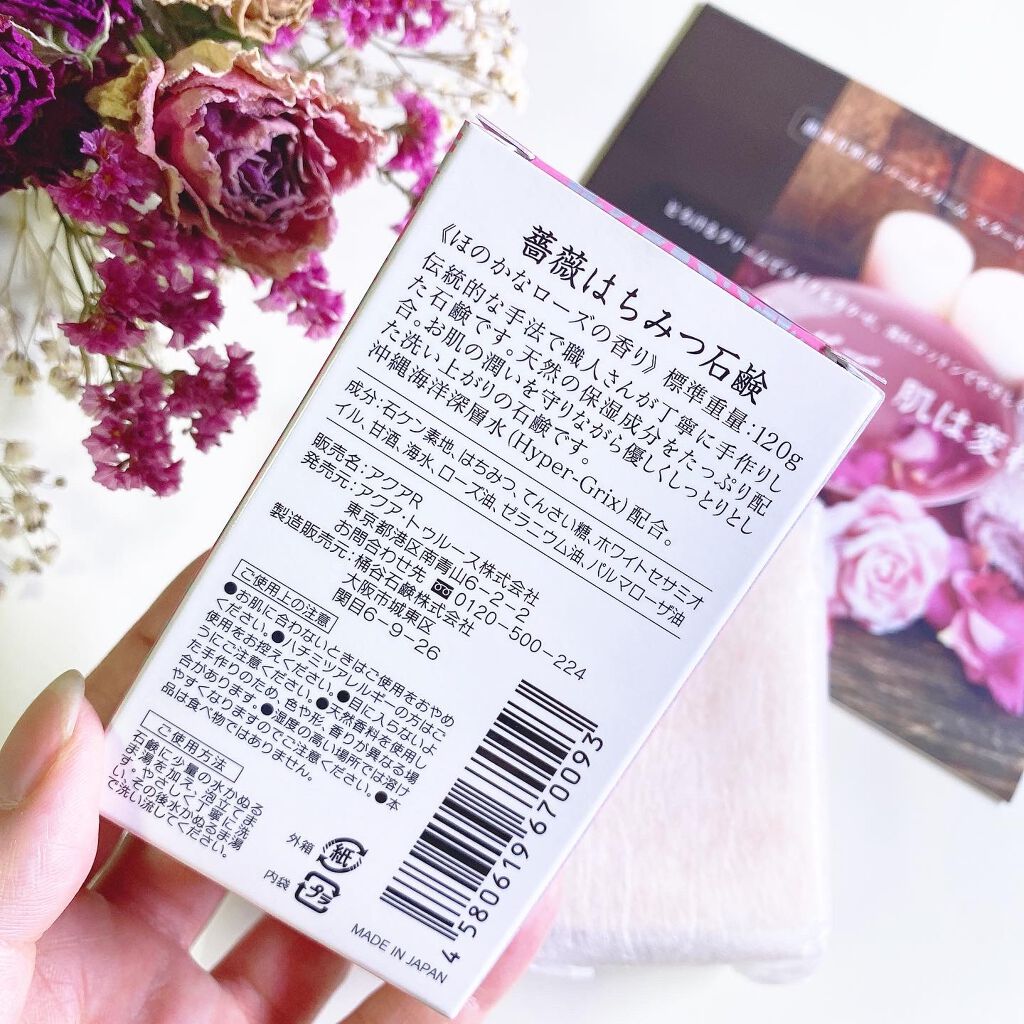 薔薇はちみつ石鹸
《ほのかなローズの香り》 標準重量:120g
伝統的な手法で職人さんが丁寧に手作りし
た石鹸です。天然の保湿成分をたっぷり配
合。お肌の潤いを守りながら優しくしっとりとし
た洗い上がりの石鹸です。
沖縄海洋深層水(Hyper-Grix)配合。
成分:石ケン素地、はちみつ、てんさい糖、ホワイトセサミオ
イル、甘酒、海水、ローズ油、ゼラニウム油、パルマローザ油
販売名:アクアR
発売元:アクア・トゥルース株式会社
東京都港区南青山6-2-2
お問合わせ先 0120-500-224
製造販売元:桶谷石鹸株式会社
大阪市城東区
関目6-9-26
ご使用上の注意
●お肌に合わないときはご使用をおやめ
ください。●ハチミツアレルギーの方はご
使用をお控えください。●目に入らないよ
うにご注意ください。●天然香料を使用し
た手作りのため、色や形、香りが異なる場
合があります。●湿度の高い場所では溶け
やすくなりますのでご注意ください。●本
品は食べ物ではありません。
ご使用方法
石鹸に少量の水かぬる
ま湯を加え、泡立てま
す。やさしく丁寧に洗
い、その後水かぬるま湯
で洗い流してください。
外箱 紙
内袋 プラ
MADE IN JAPAN
4 580619 670093
肌は変